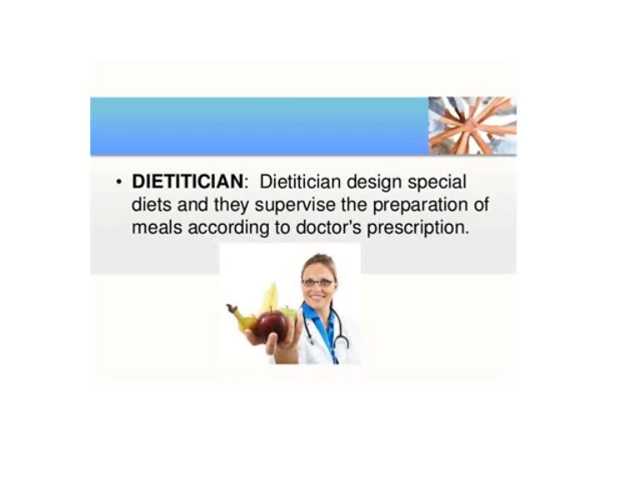 • DIETITICIAN:  Dietitician design special
diets and they supervise the preparation of
meals according to doctor's prescription.